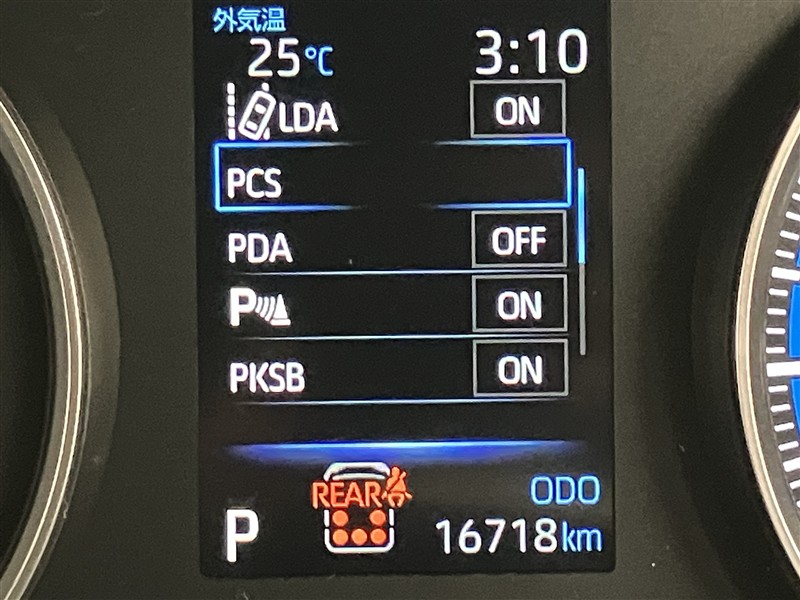 外気温
25℃ 3:10
LDA ON
PCS
PDA OFF
P ON
PKSB ON
REAR
ODO
P 16718km